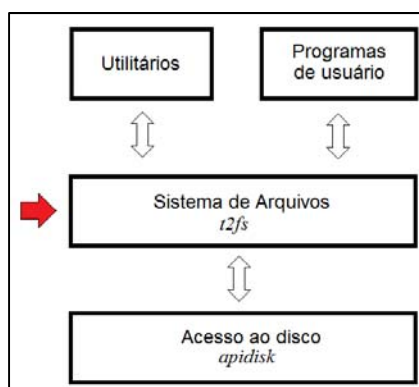 Utilitários
Programas
de usuário
Sistema de Arquivos
t2fs
Acesso ao disco
apidisk